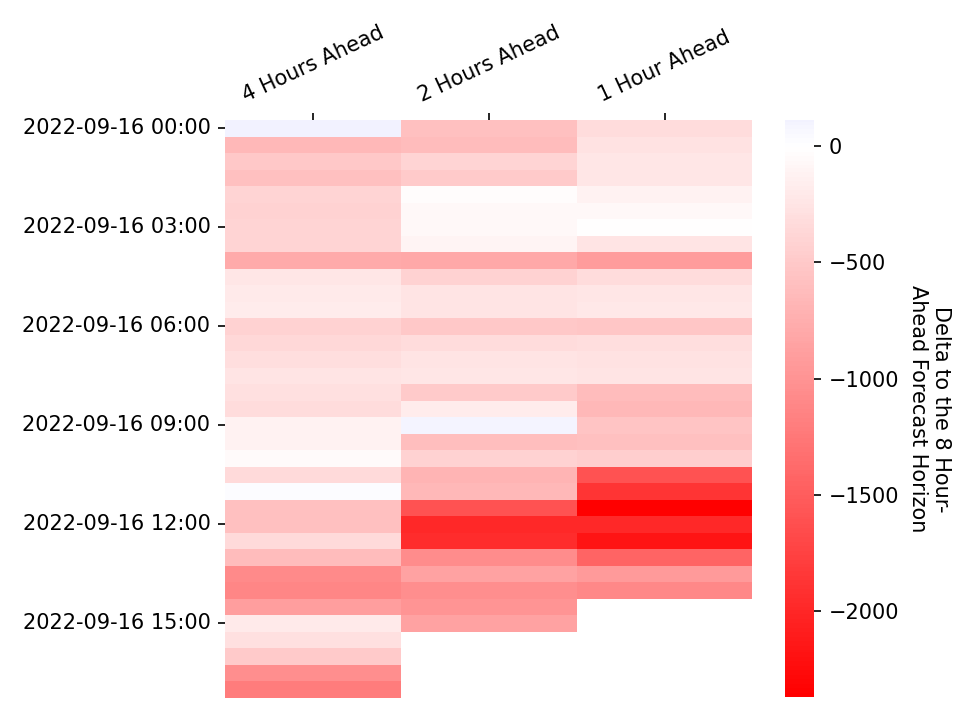 4 Hours Ahead
2 Hours Ahead
1 Hour Ahead
2022-09-16 00:00
2022-09-16 03:00
2022-09-16 06:00
2022-09-16 09:00
2022-09-16 12:00
2022-09-16 15:00
0
−500
−1000
−1500
−2000
Delta to the 8 Hour-
Ahead Forecast Horizon